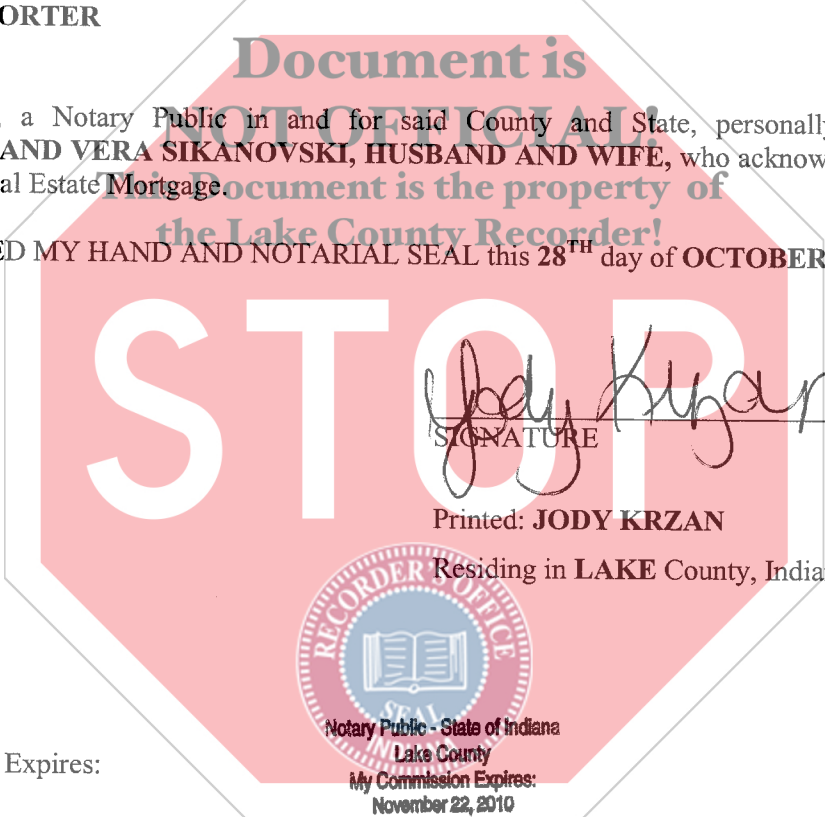 ORTER
Document is
NOT OFFICIAL!
a Notary Public in and for said County and State, personally
AND VERA SIKANOVSKI, HUSBAND AND WIFE, who acknow
al Estate Mortgage.
This Document is the property of
the Lake County Recorder!
ED MY HAND AND NOTARIAL SEAL this 28TH day of OCTOBER
STOP
Jody Krzan
SIGNATURE
Printed: JODY KRZAN
Residing in LAKE County, India
RECORDER'S OFFICE
SEAL
INDIANA
Notary Public - State of Indiana
Lake County
Expires:
My Commission Expires:
November 22, 2010